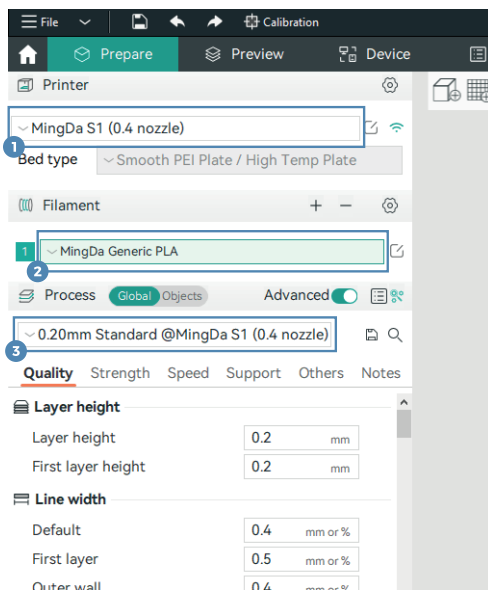 File Calibration
Prepare Preview Device
Printer
MingDa S1 (0.4 nozzle)
1
Bed type Smooth PEI Plate / High Temp Plate
Filament + −
1 MingDa Generic PLA
2
Process Global Objects Advanced
0.20mm Standard @MingDa S1 (0.4 nozzle)
3
Quality Strength Speed Support Others Notes
Layer height
Layer height 0.2 mm
First layer height 0.2 mm
Line width
Default 0.4 mm or %
First layer 0.5 mm or %
Outer wall 0.4 mm or %